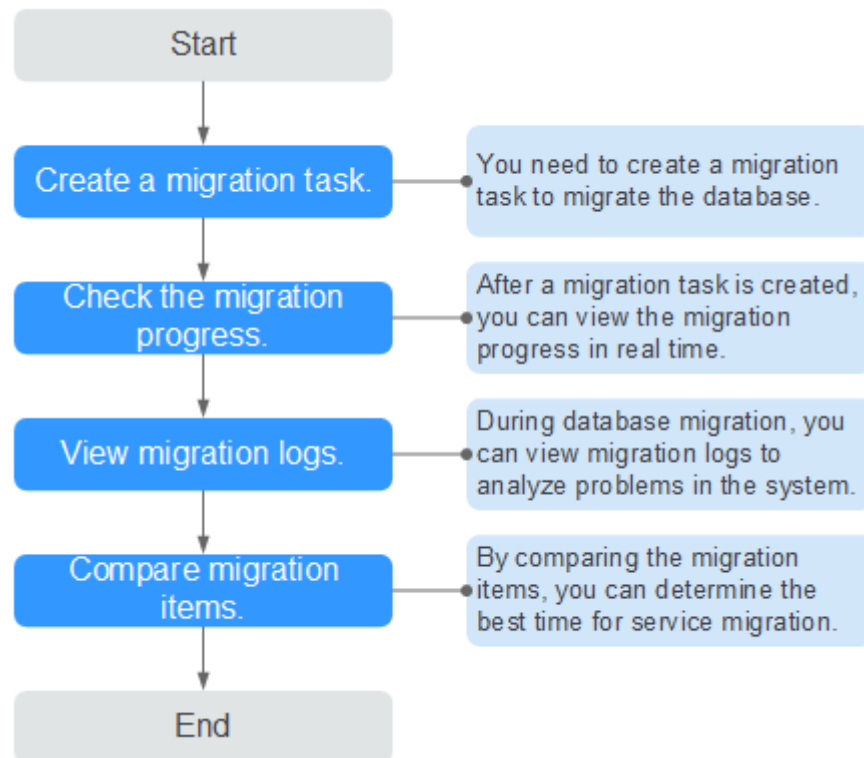 Start
Create a migration task.
You need to create a migration
task to migrate the database.
Check the migration
progress.
After a migration task is created,
you can view the migration
progress in real time.
View migration logs.
During database migration, you
can view migration logs to
analyze problems in the system.
Compare migration
items.
By comparing the migration
items, you can determine the
best time for service migration.
End